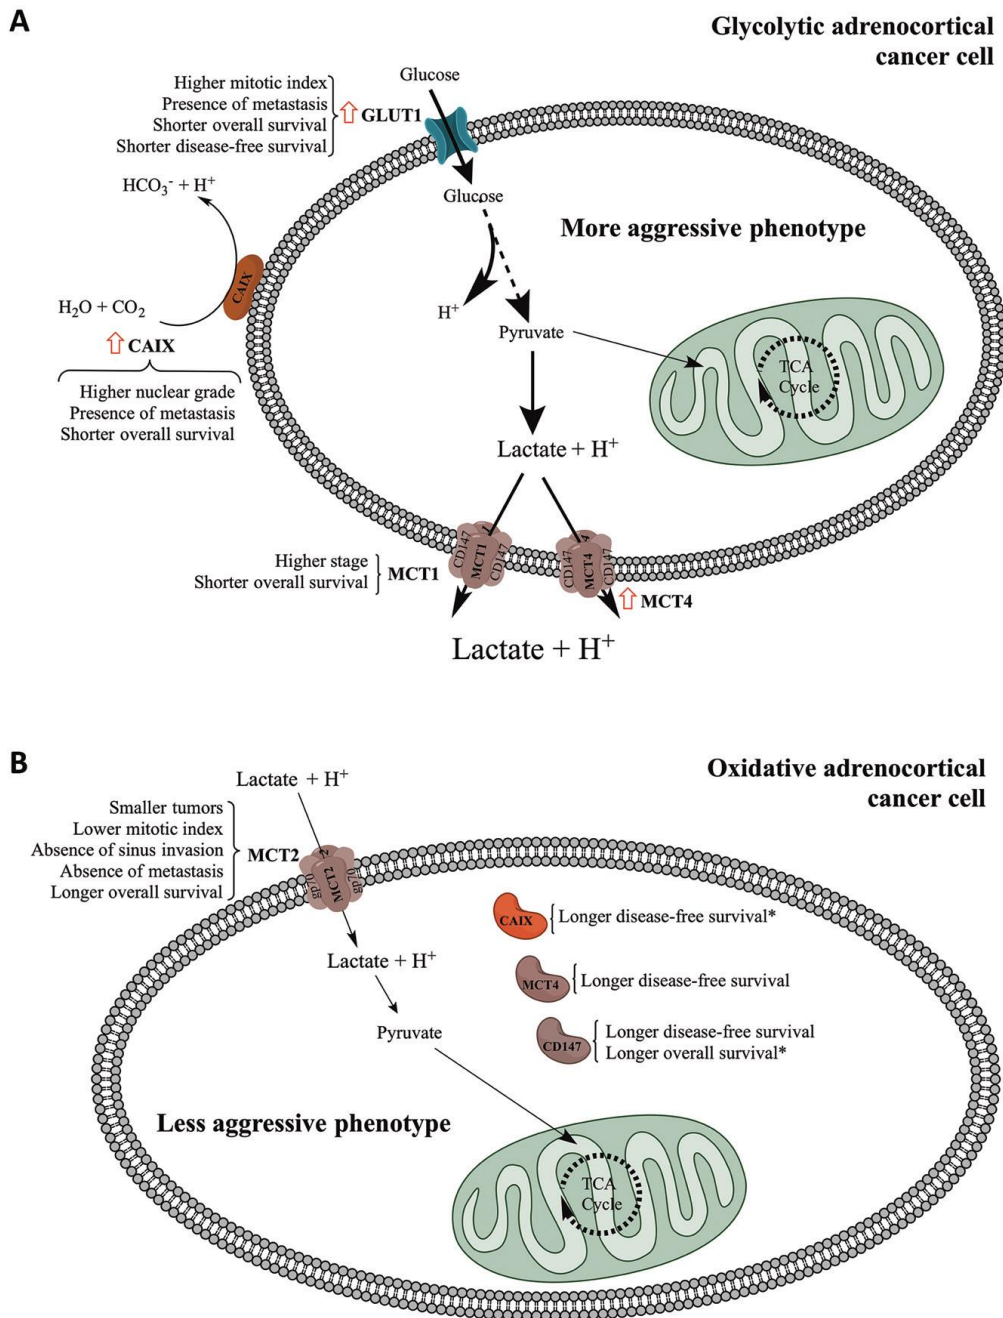 A
Glycolytic adrenocortical
cancer cell
Glucose
Higher mitotic index
Presence of metastasis
Shorter overall survival
Shorter disease-free survival
GLUT1
HCO₃⁻ + H⁺
Glucose
More aggressive phenotype
CAIX
H₂O + CO₂
H⁺
CAIX
Pyruvate
TCA
Cycle
Higher nuclear grade
Presence of metastasis
Shorter overall survival
Lactate + H⁺
CD147
MCT1
1
CD147
CD147
MCT4
4
CD147
Higher stage
Shorter overall survival
MCT1
MCT4
Lactate + H⁺
B
Oxidative adrenocortical
cancer cell
Lactate + H⁺
Smaller tumors
Lower mitotic index
Absence of sinus invasion
Absence of metastasis
Longer overall survival
MCT2
gp70
MCT2
2
gp70
CAIX
Longer disease-free survival*
Lactate + H⁺
MCT4
Longer disease-free survival
Pyruvate
CD147
Longer disease-free survival
Longer overall survival*
Less aggressive phenotype
TCA
Cycle